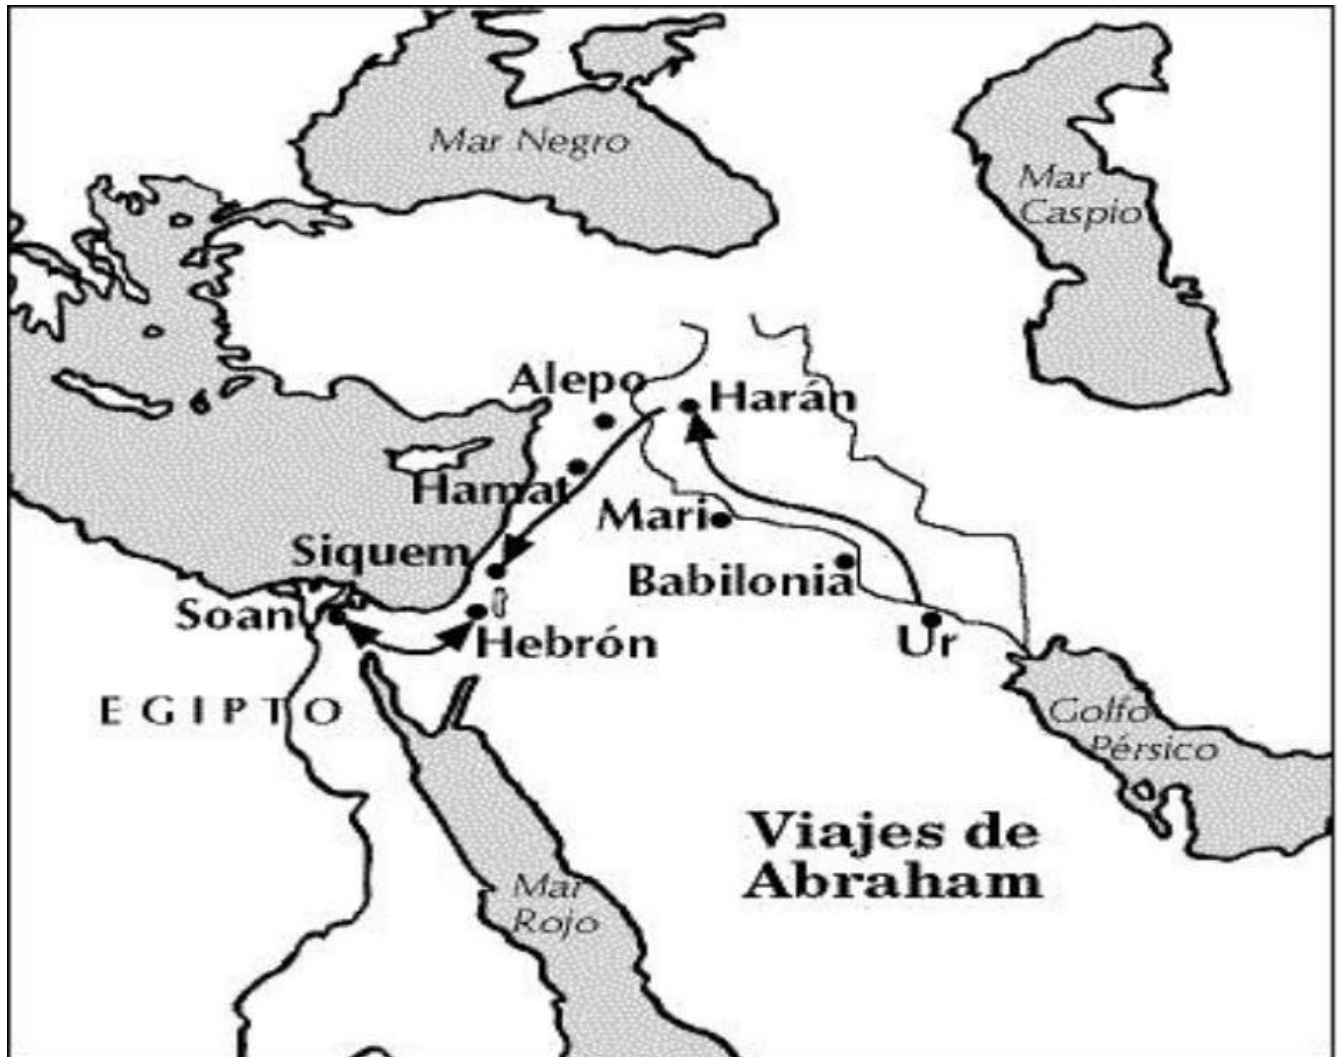 Mar Negro
Mar
Caspio
Alepo
Harán
Hamat
Mari
Siquem
Babilonia
Soan
Hebrón
Ur
EGIPTO
Golfo
Pérsico
Viajes de
Abraham
Mar
Rojo